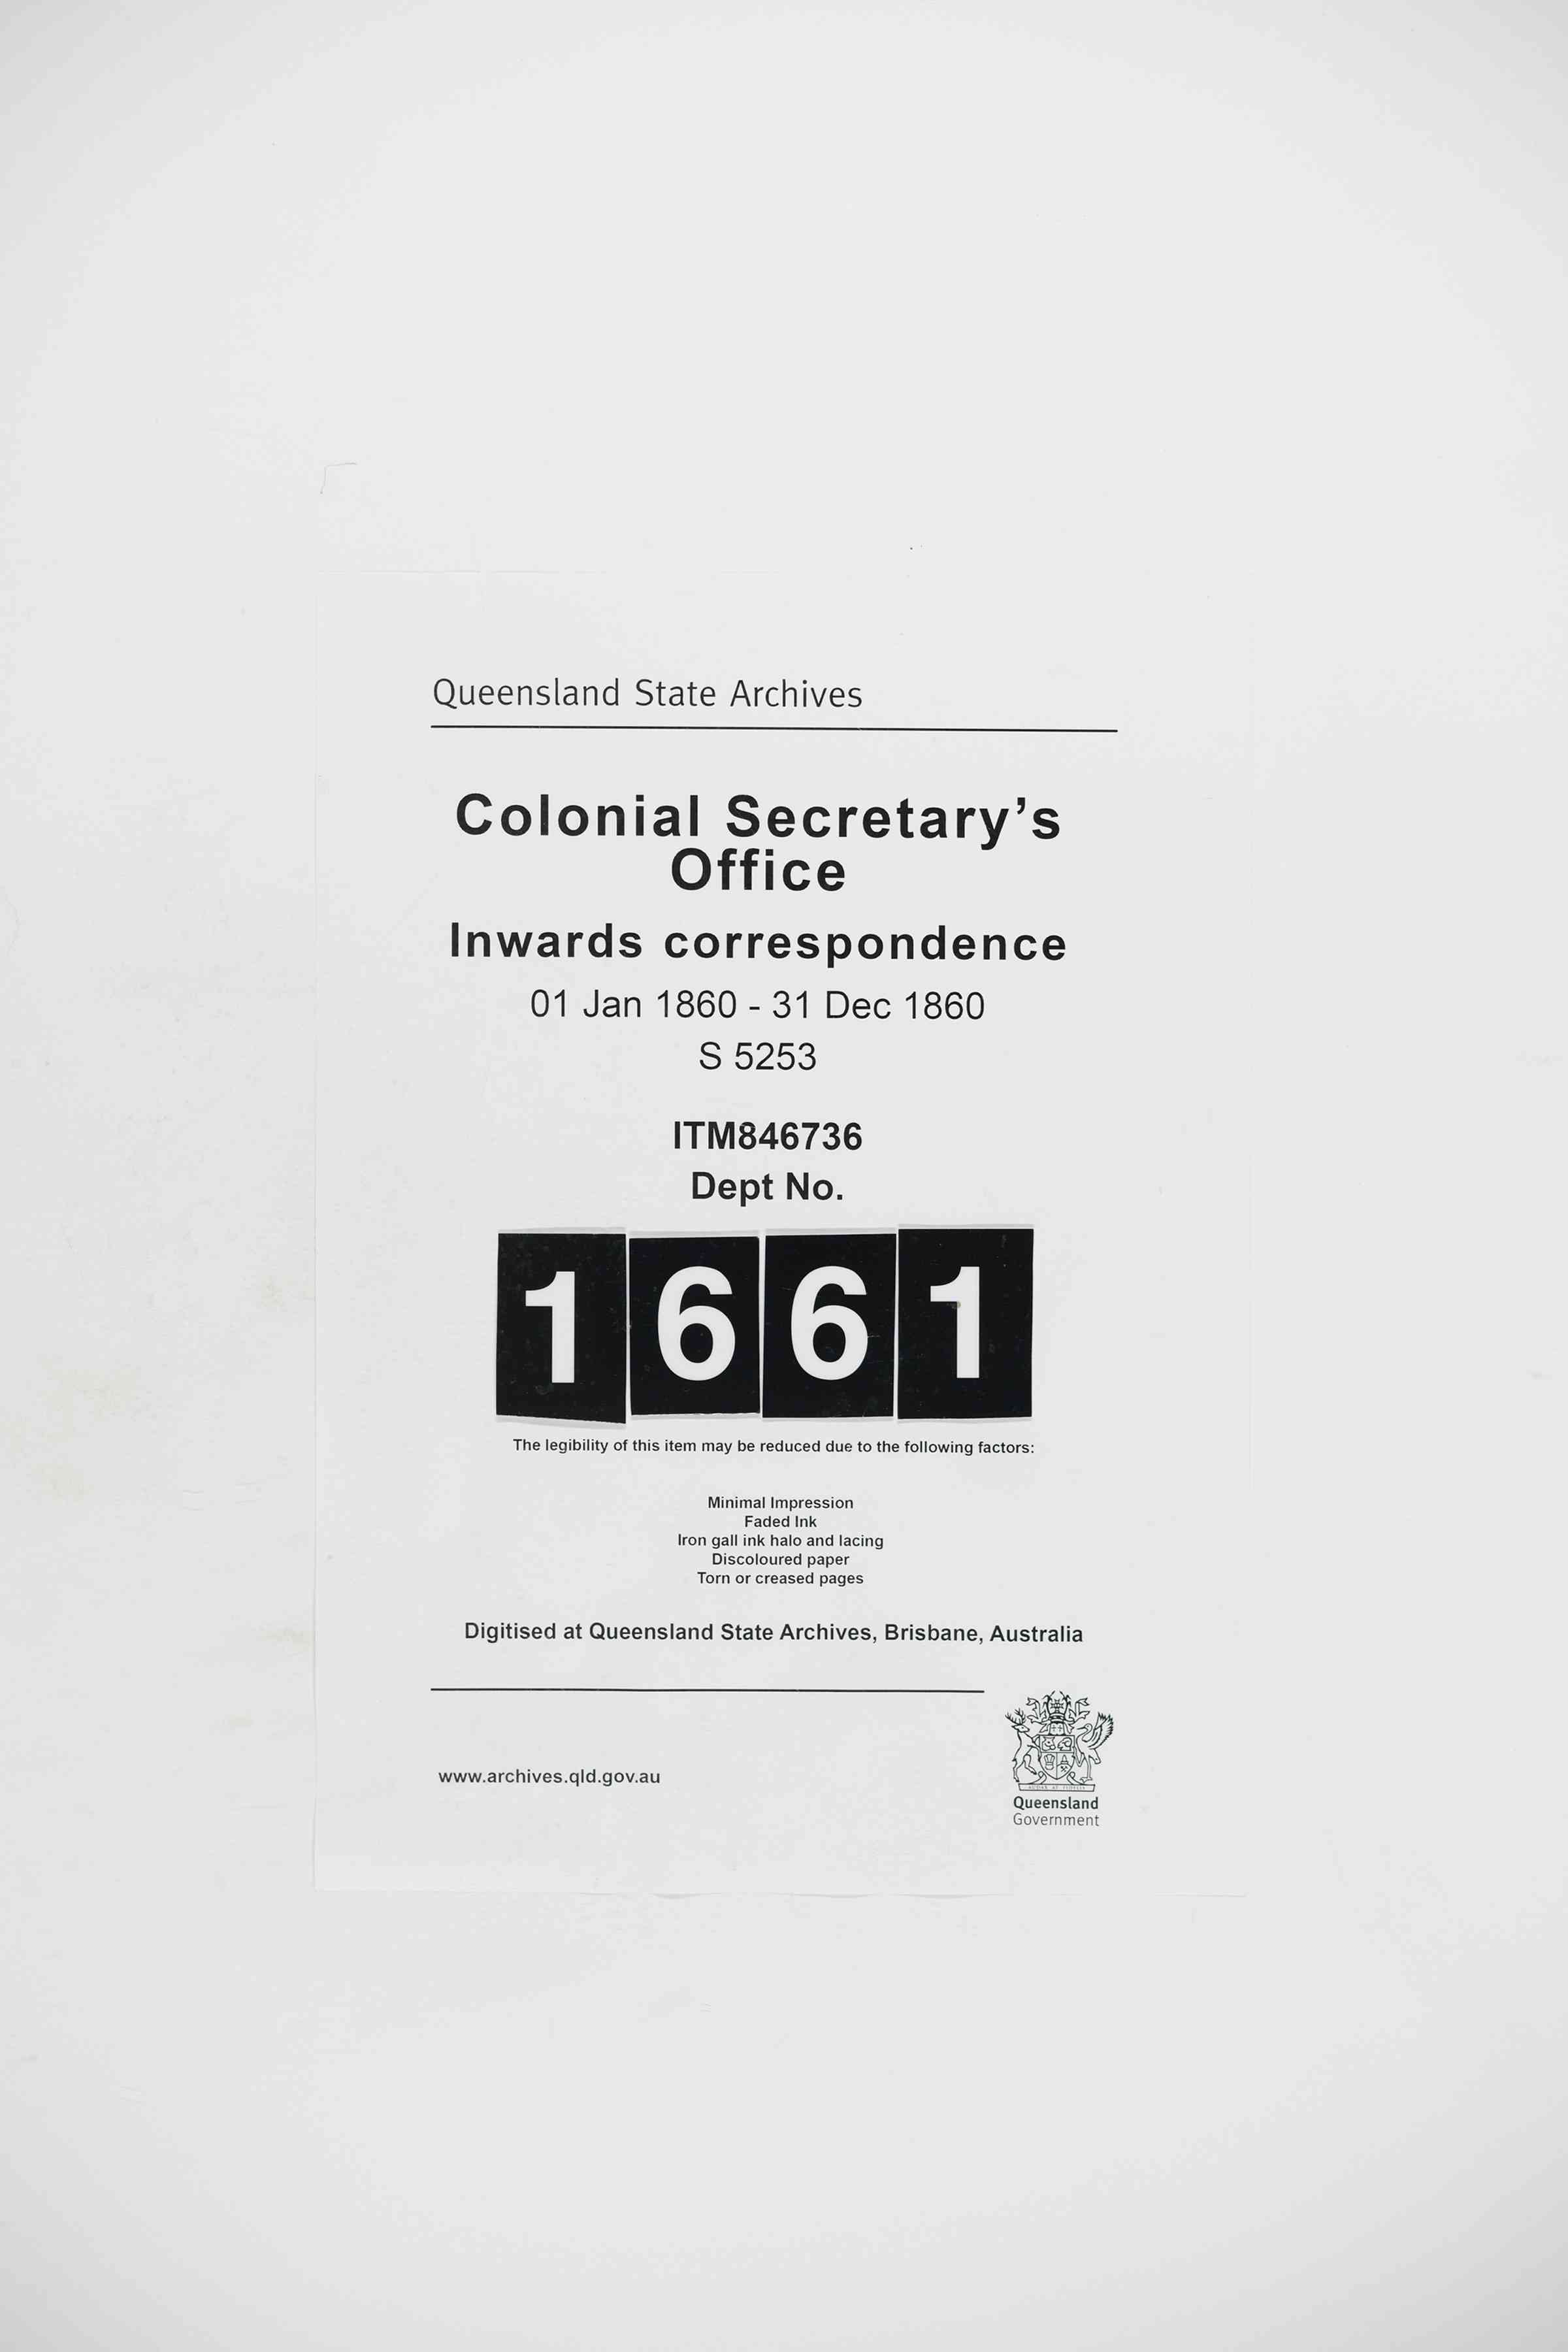 Queensland State Archives
Colonial Secretary's
Office
Inwards correspondence
01 Jan 1860 - 31 Dec 1860
S 5253
ITM846736
Dept No.
1661
The legibility of this item may be reduced due to the following factors:
Minimal Impression
Faded Ink
Iron gall ink halo and lacing
Discoloured paper
Torn or creased pages
Digitised at Queensland State Archives, Brisbane, Australia
www.archives.qld.gov.au
Queensland
Government